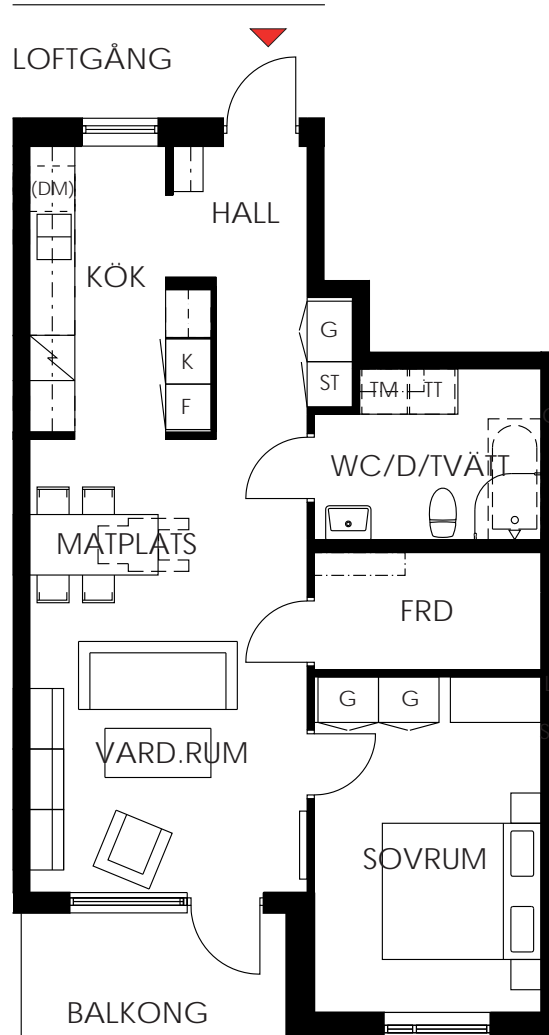 LOFTGÅNG
(DM)
HALL
KÖK
G
K
ST
TM
TT
F
WC/D/TVÄTT
MATPLATS
FRD
G
G
VARD.RUM
SOVRUM
BALKONG